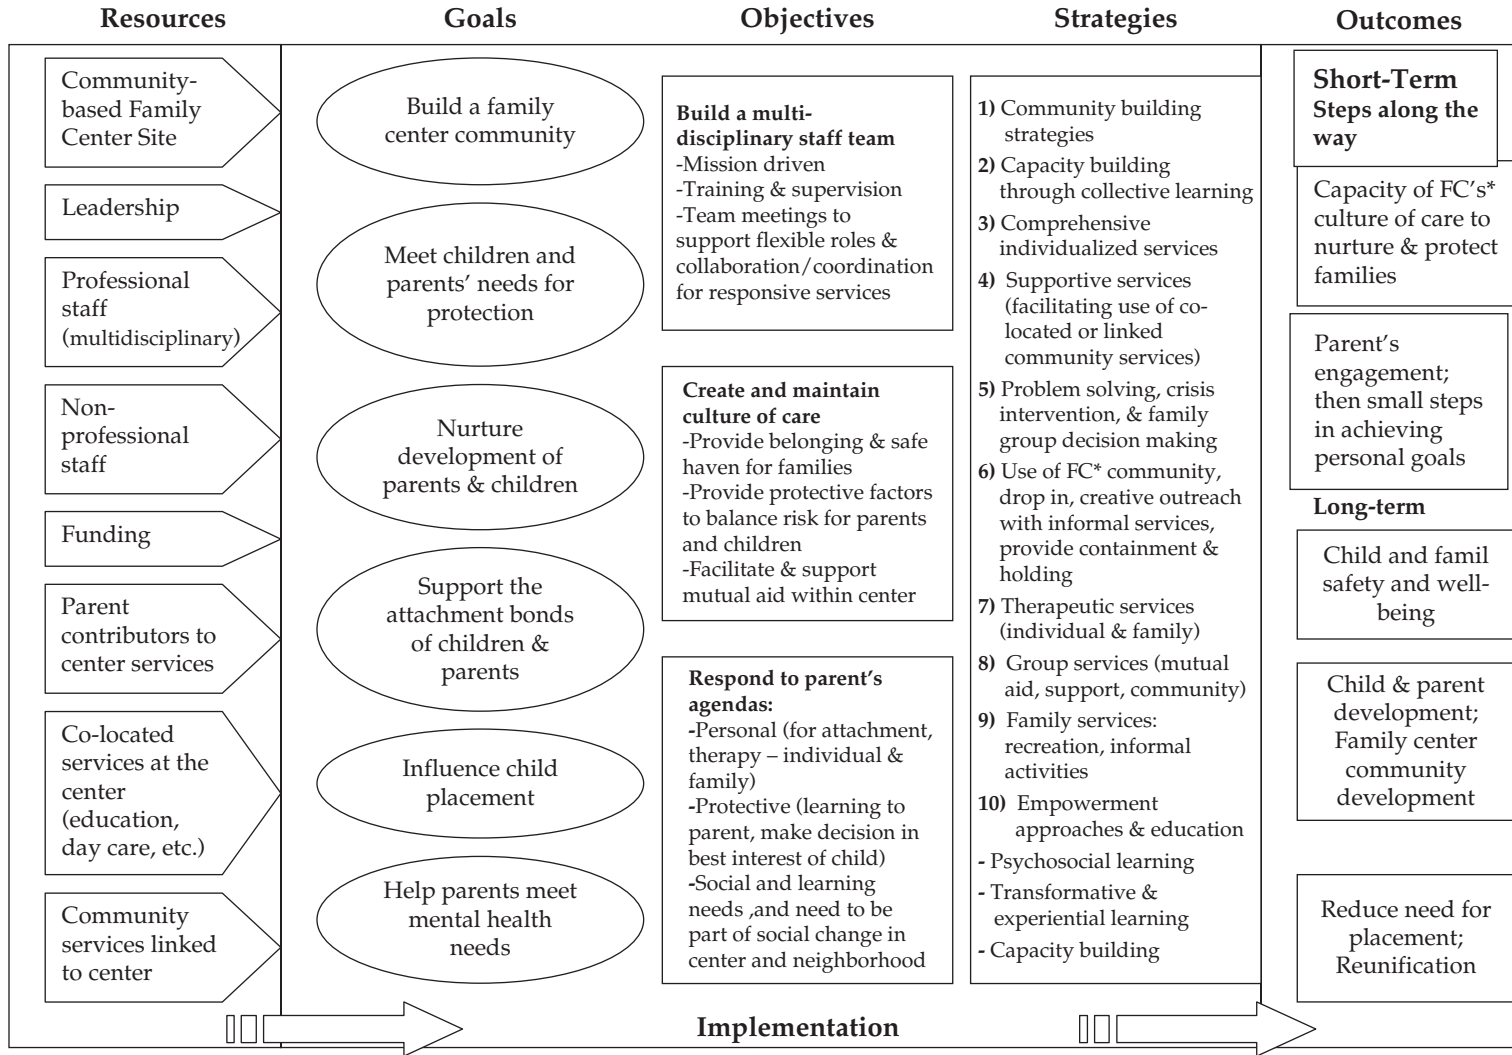 Resources
Goals
Objectives
Strategies
Outcomes
Community-
based Family
Center Site
Leadership
Professional
staff
(multidisciplinary)
Non-
professional
staff
Funding
Parent
contributors to
center services
Co-located
services at the
center
(education,
day care, etc.)
Community
services linked
to center
Build a family
center community
Meet children and
parents’ needs for
protection
Nurture
development of
parents & children
Support the
attachment bonds
of children &
parents
Influence child
placement
Help parents meet
mental health
needs
Build a multi-
disciplinary staff team
-Mission driven
-Training & supervision
-Team meetings to
support flexible roles &
collaboration/coordination
for responsive services
Create and maintain
culture of care
-Provide belonging & safe
haven for families
-Provide protective factors
to balance risk for parents
and children
-Facilitate & support
mutual aid within center
Respond to parent’s
agendas:
-Personal (for attachment,
therapy – individual &
family)
-Protective (learning to
parent, make decision in
best interest of child)
-Social and learning
needs ,and need to be
part of social change in
center and neighborhood
1) Community building
strategies
2) Capacity building
through collective learning
3) Comprehensive
individualized services
4) Supportive services
(facilitating use of co-
located or linked
community services)
5) Problem solving, crisis
intervention, & family
group decision making
6) Use of FC* community,
drop in, creative outreach
with informal services,
provide containment &
holding
7) Therapeutic services
(individual & family)
8) Group services (mutual
aid, support, community)
9) Family services:
recreation, informal
activities
10) Empowerment
approaches & education
- Psychosocial learning
- Transformative &
experiential learning
- Capacity building
Short-Term
Steps along the
way
Capacity of FC’s*
culture of care to
nurture & protect
families
Parent’s
engagement;
then small steps
in achieving
personal goals
Long-term
Child and famil
safety and well-
being
Child & parent
development;
Family center
community
development
Reduce need for
placement;
Reunification
Implementation